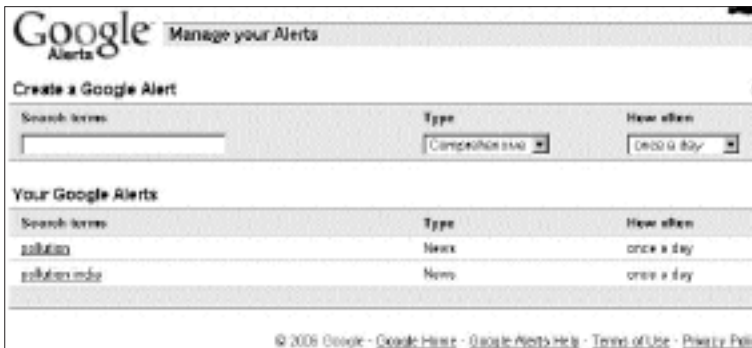 Google Alerts Manage your Alerts
Create a Google Alert
Search terms Type How often
Comprehensive once a day
Your Google Alerts
Search terms Type How often
pollution News once a day
pollution india News once a day
Google - Google Home - Google Alerts Help - Terms of Use - Privacy Poli